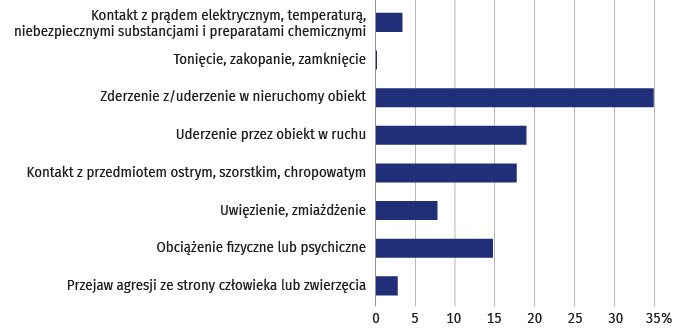 Kontakt z prądem elektrycznym, temperaturą,
niebezpiecznymi substancjami i preparatami chemicznymi
Tonięcie, zakopanie, zamknięcie
Zderzenie z/uderzenie w nieruchomy obiekt
Uderzenie przez obiekt w ruchu
Kontakt z przedmiotem ostrym, szorstkim, chropowatym
Uwięzienie, zmiażdżenie
Obciążenie fizyczne lub psychiczne
Przejaw agresji ze strony człowieka lub zwierzęcia
0 5 10 15 20 25 30 35%